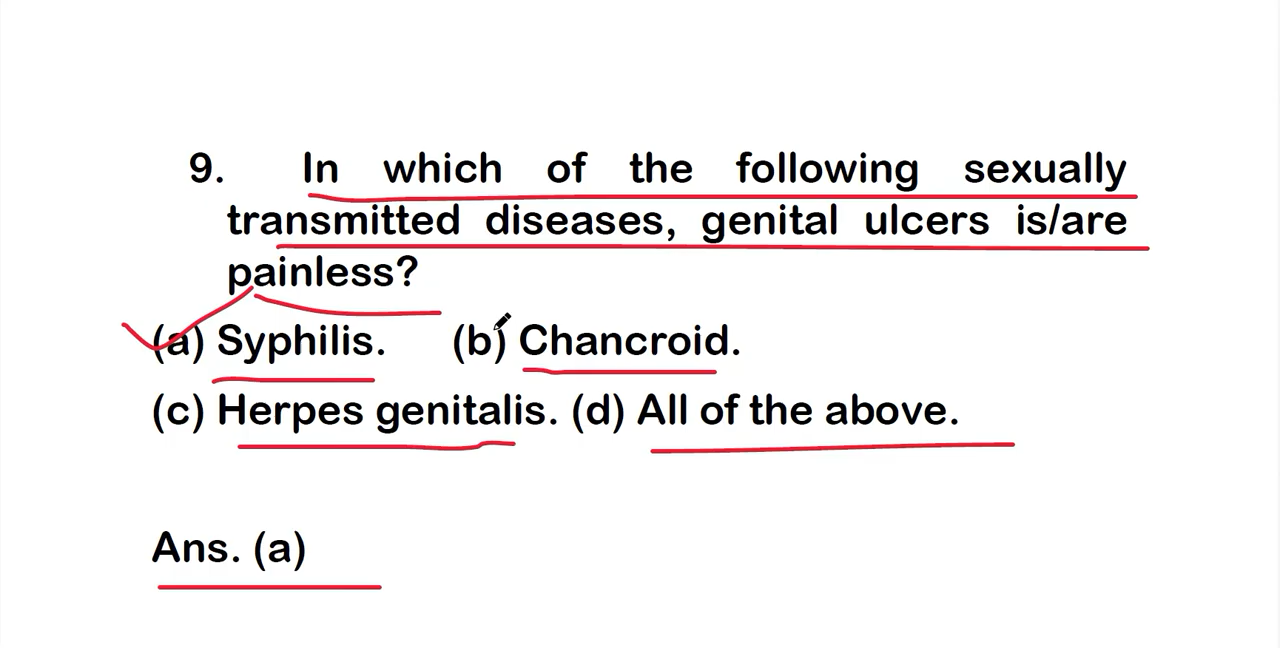 9. In which of the following sexually
transmitted diseases, genital ulcers is/are
painless?
(a) Syphilis. (b) Chancroid.
(c) Herpes genitalis. (d) All of the above.
Ans. (a)